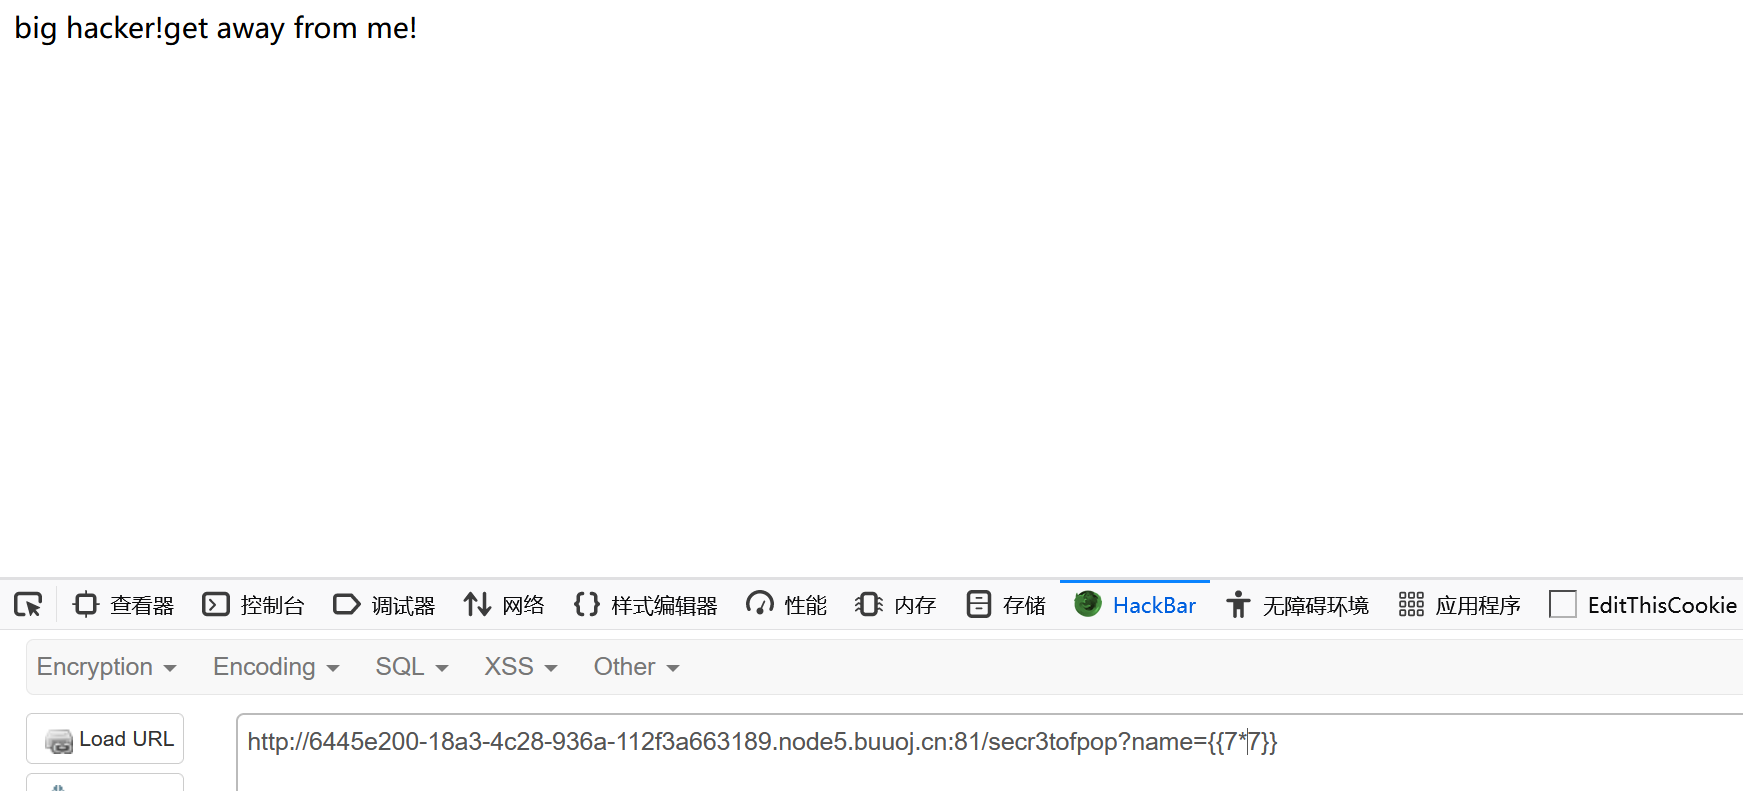 big hacker!get away from me!
查看器 控制台 调试器 网络 样式编辑器 性能 内存 存储 HackBar 无障碍环境 应用程序 EditThisCookie
Encryption Encoding SQL XSS Other
Load URL http://6445e200-18a3-4c28-936a-112f3a663189.node5.buuoj.cn:81/secr3tofpop?name={{7*7}}